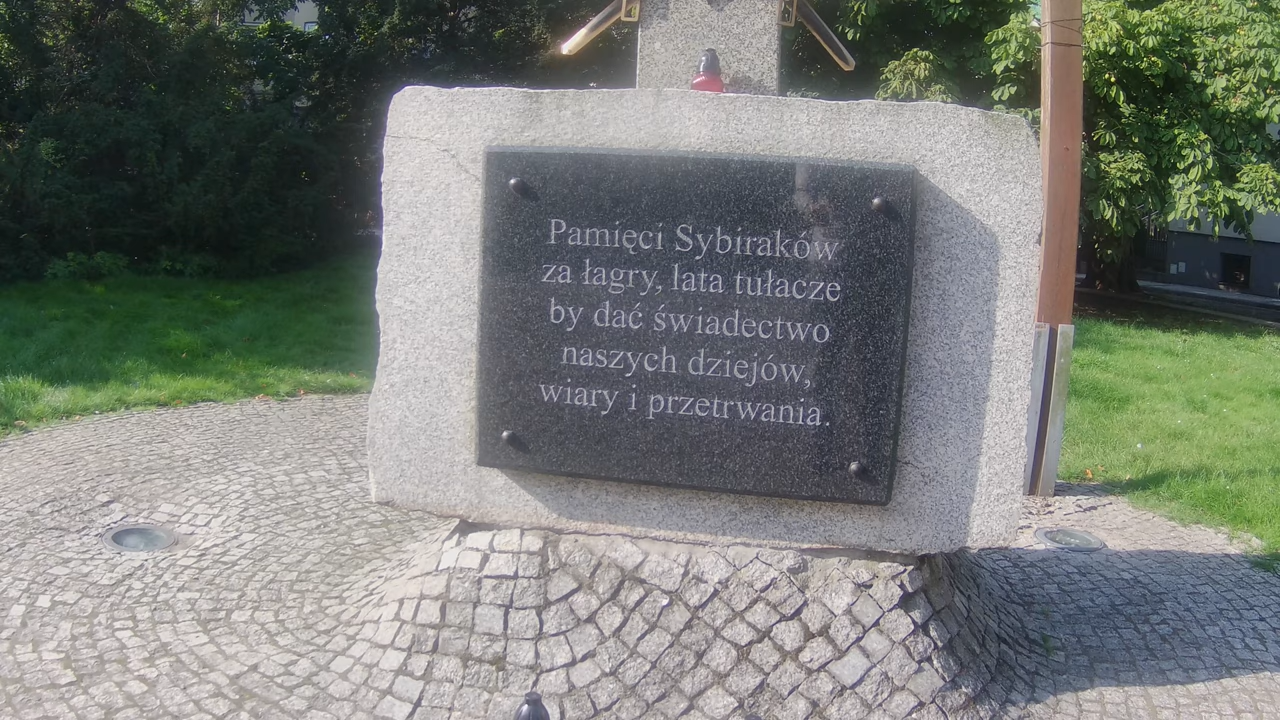 Pamięci Sybiraków
za łagry, lata tułacze
by dać świadectwo
naszych dziejów,
wiary i przetrwania.